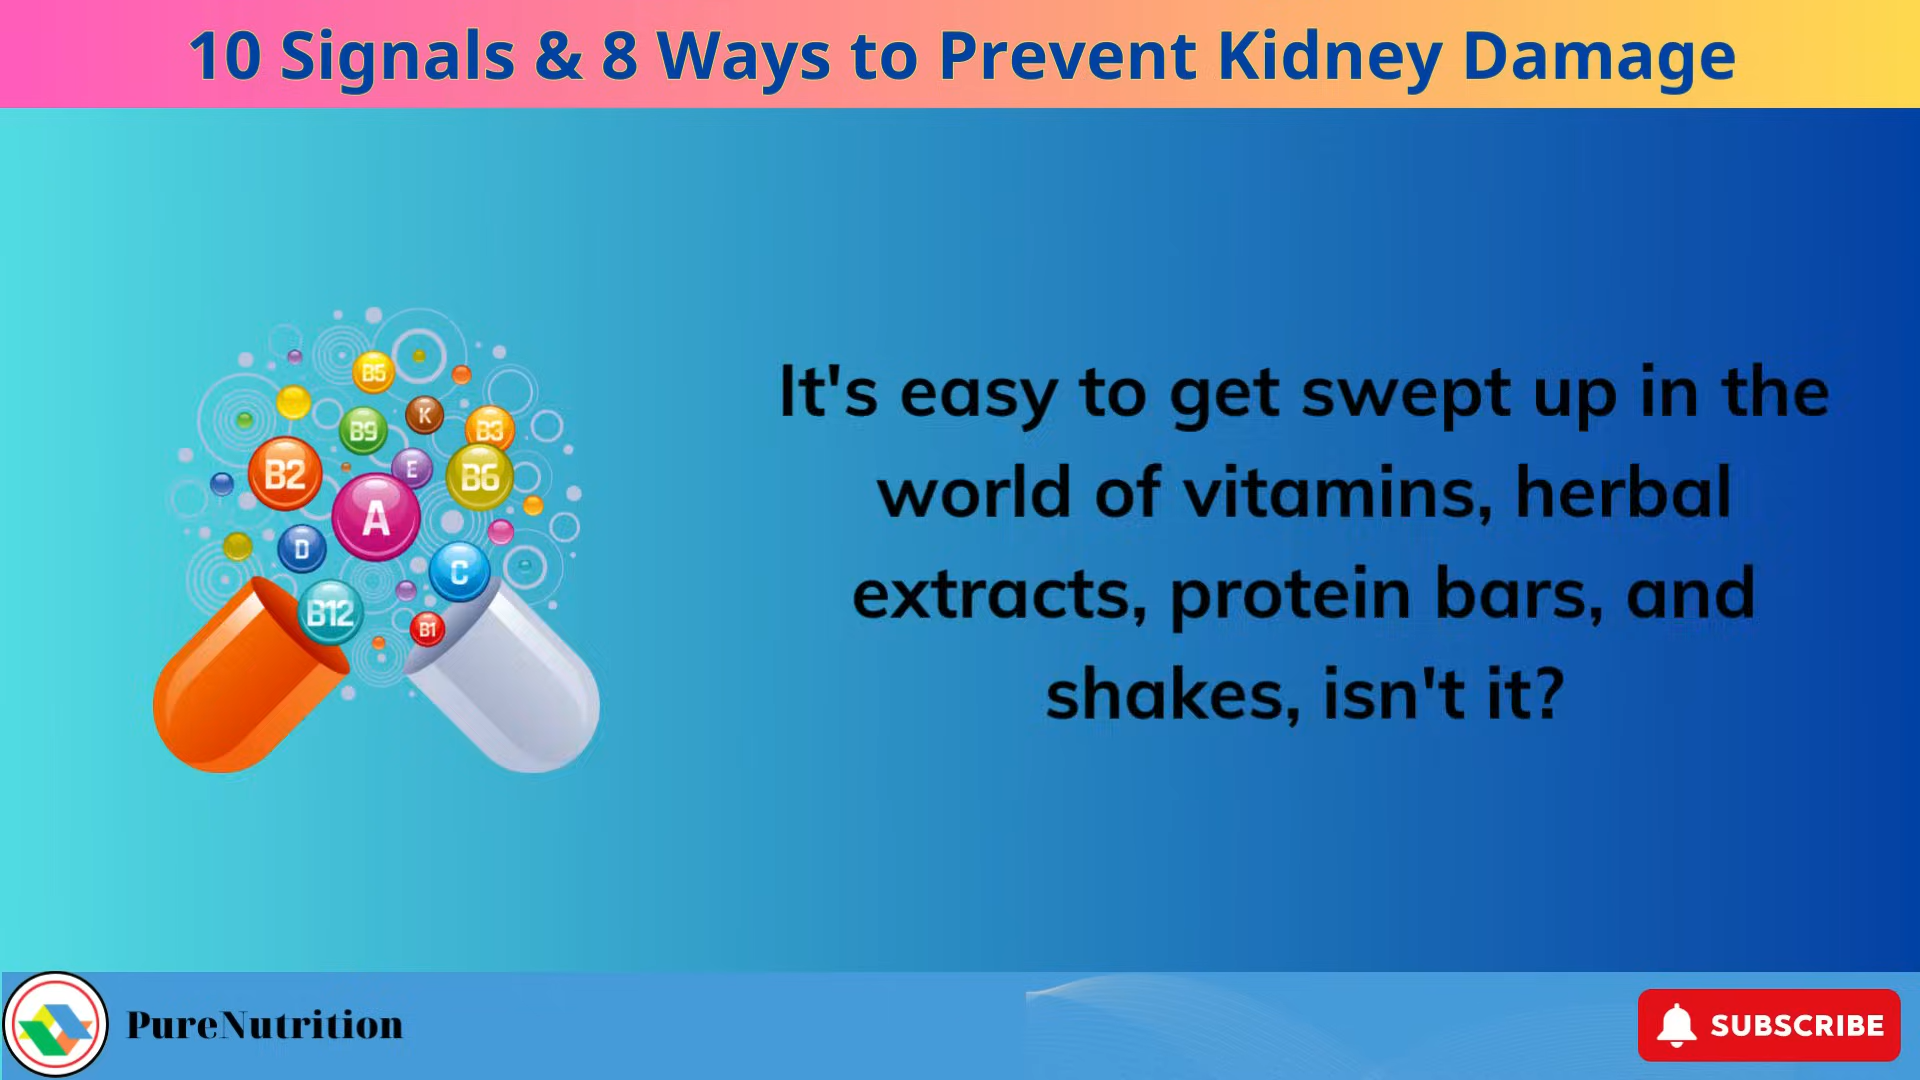 10 Signals & 8 Ways to Prevent Kidney Damage
B5
K
B9
B3
E
B2
B6
A
D
C
B12
B1
It's easy to get swept up in the
world of vitamins, herbal
extracts, protein bars, and
shakes, isn't it?
PureNutrition
SUBSCRIBE